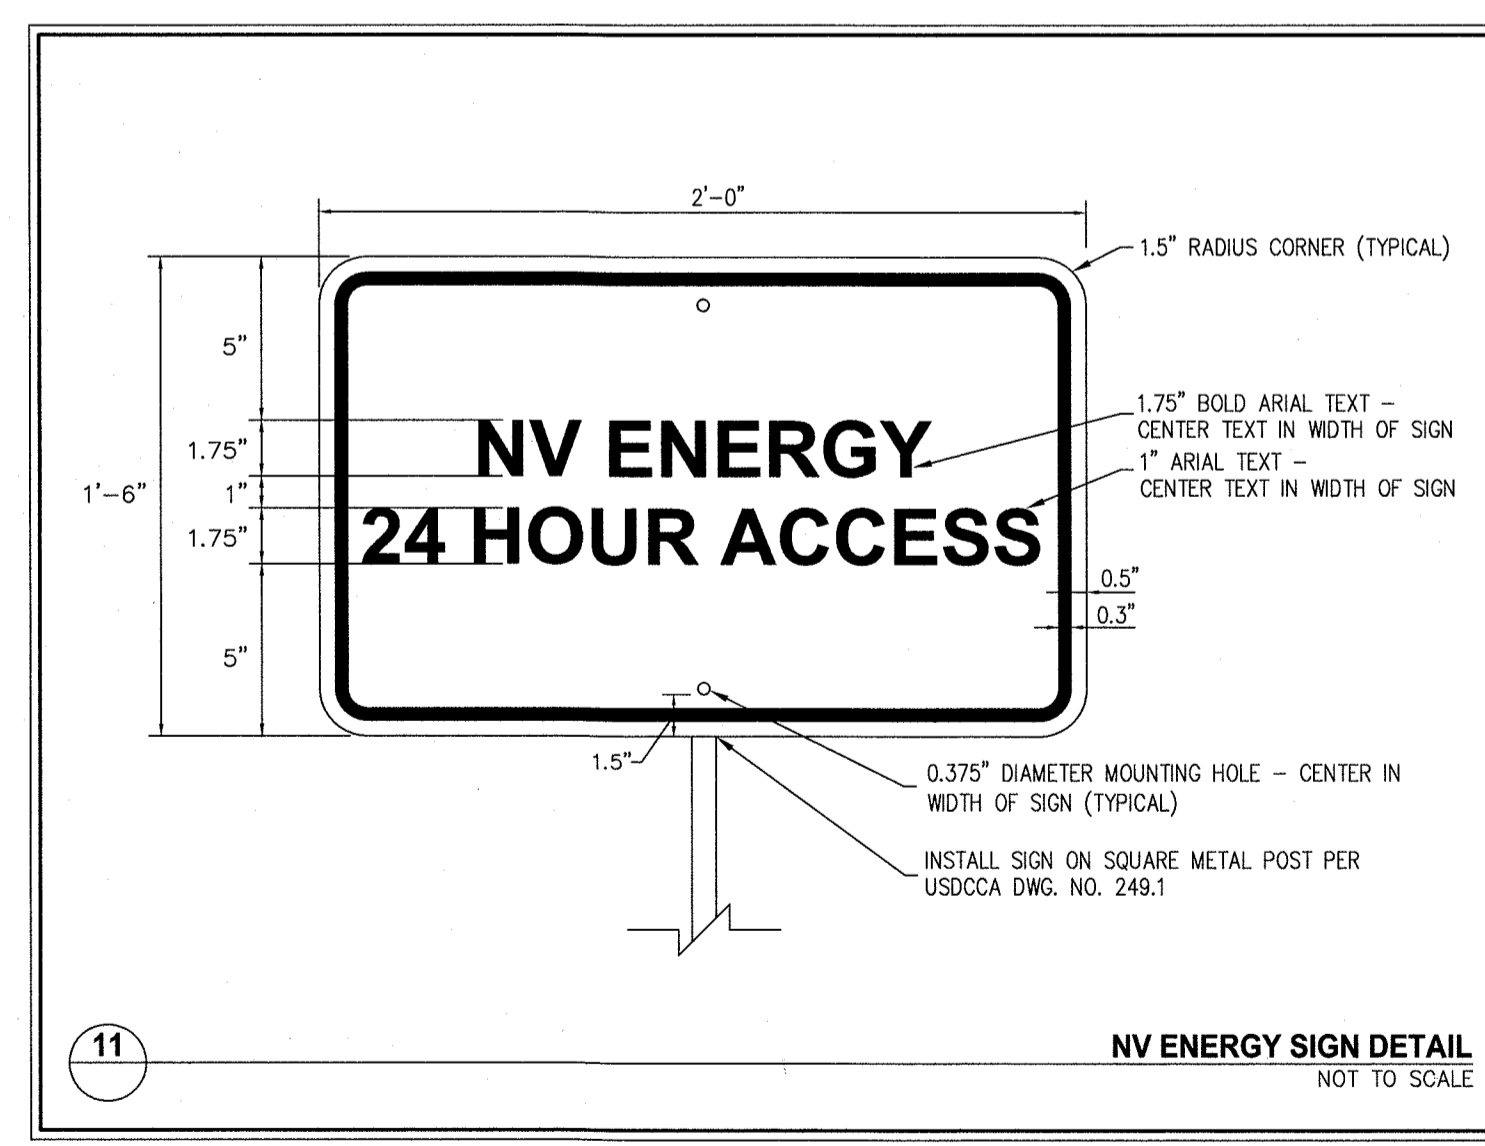 2'-0"
1.5" RADIUS CORNER (TYPICAL)
5"
1.75" BOLD ARIAL TEXT –
CENTER TEXT IN WIDTH OF SIGN
NV ENERGY
1.75"
1" ARIAL TEXT –
CENTER TEXT IN WIDTH OF SIGN
1'-6"
1"
24 HOUR ACCESS
1.75"
0.5"
0.3"
5"
1.5"
0.375" DIAMETER MOUNTING HOLE – CENTER IN
WIDTH OF SIGN (TYPICAL)
INSTALL SIGN ON SQUARE METAL POST PER
USDCCA DWG. NO. 249.1
11
NV ENERGY SIGN DETAIL
NOT TO SCALE